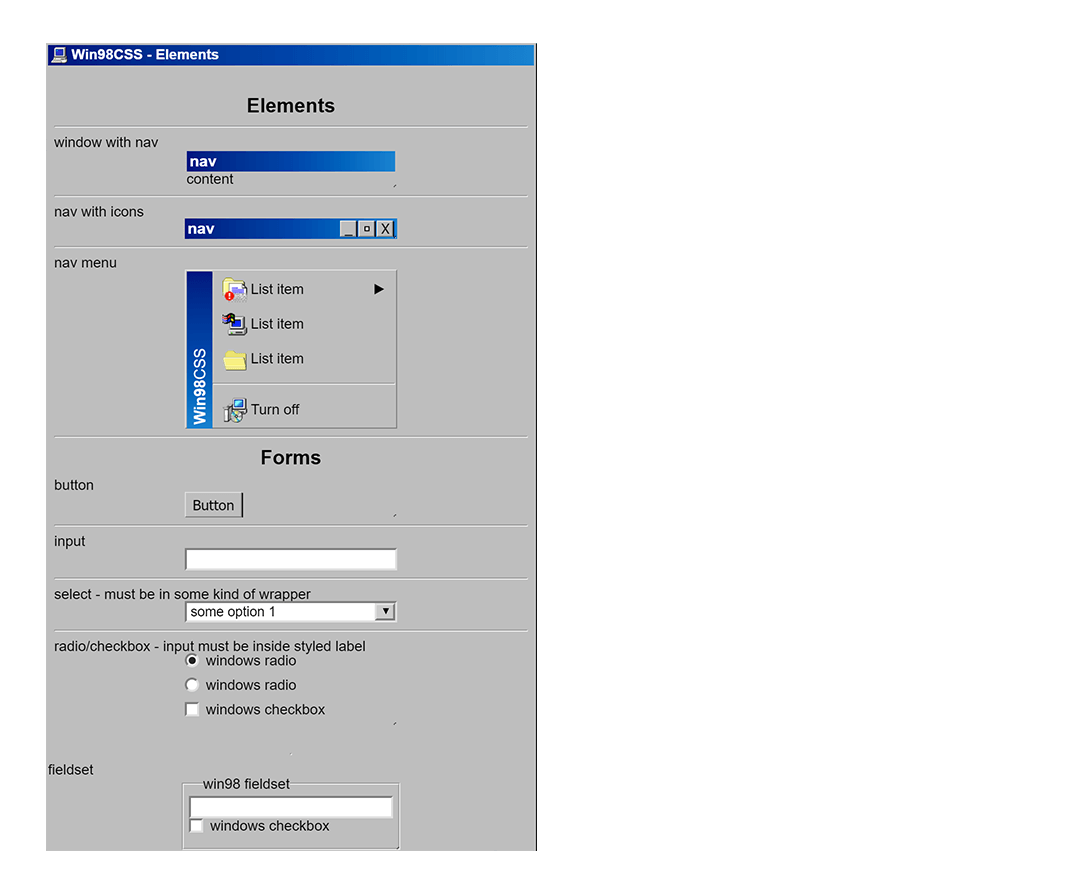 Win98CSS - Elements
Elements
window with nav
nav
content
nav with icons
nav
_ ¤ X
nav menu
List item
List item
List item
Turn off
Win98CSS
Forms
button
Button
input
select - must be in some kind of wrapper
some option 1
radio/checkbox - input must be inside styled label
windows radio
windows radio
windows checkbox
fieldset
win98 fieldset
windows checkbox